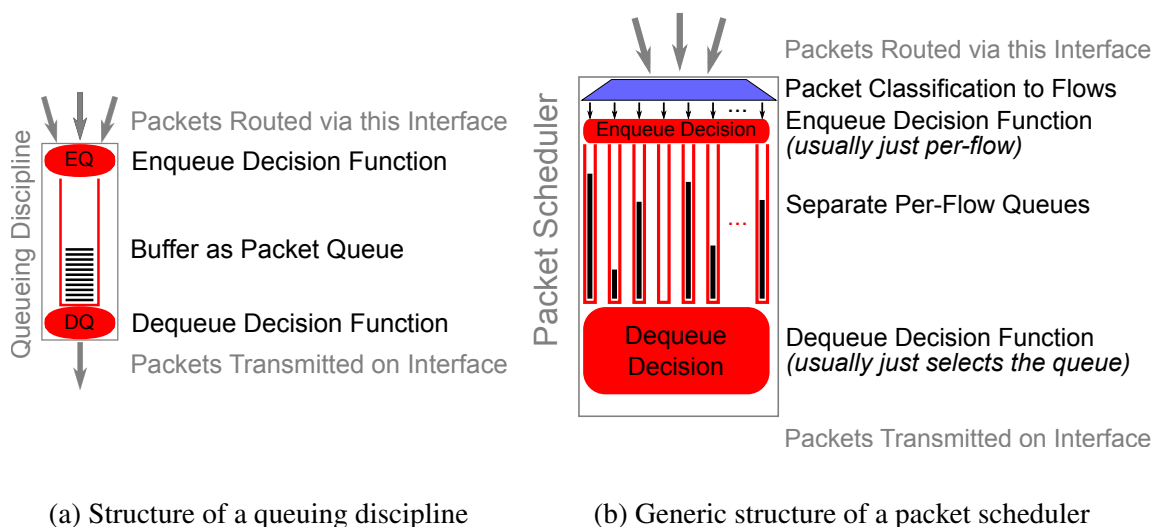 Queueing Discipline
Packets Routed via this Interface
EQ
Enqueue Decision Function
Buffer as Packet Queue
DQ
Dequeue Decision Function
Packets Transmitted on Interface
(a) Structure of a queuing discipline
Packet Scheduler
Packets Routed via this Interface
Packet Classification to Flows
...
Enqueue Decision
Enqueue Decision Function
(usually just per-flow)
Separate Per-Flow Queues
...
Dequeue
Decision
Dequeue Decision Function
(usually just selects the queue)
Packets Transmitted on Interface
(b) Generic structure of a packet scheduler